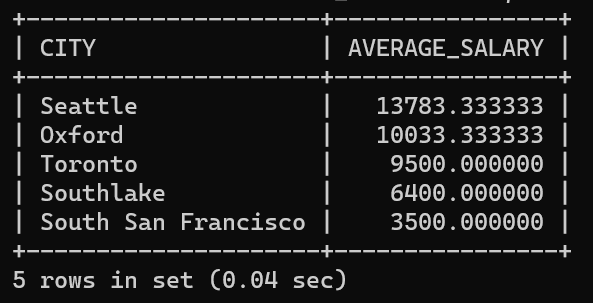 CITY AVERAGE_SALARY
Seattle 13783.333333
Oxford 10033.333333
Toronto 9500.000000
Southlake 6400.000000
South San Francisco 3500.000000
5 rows in set (0.04 sec)